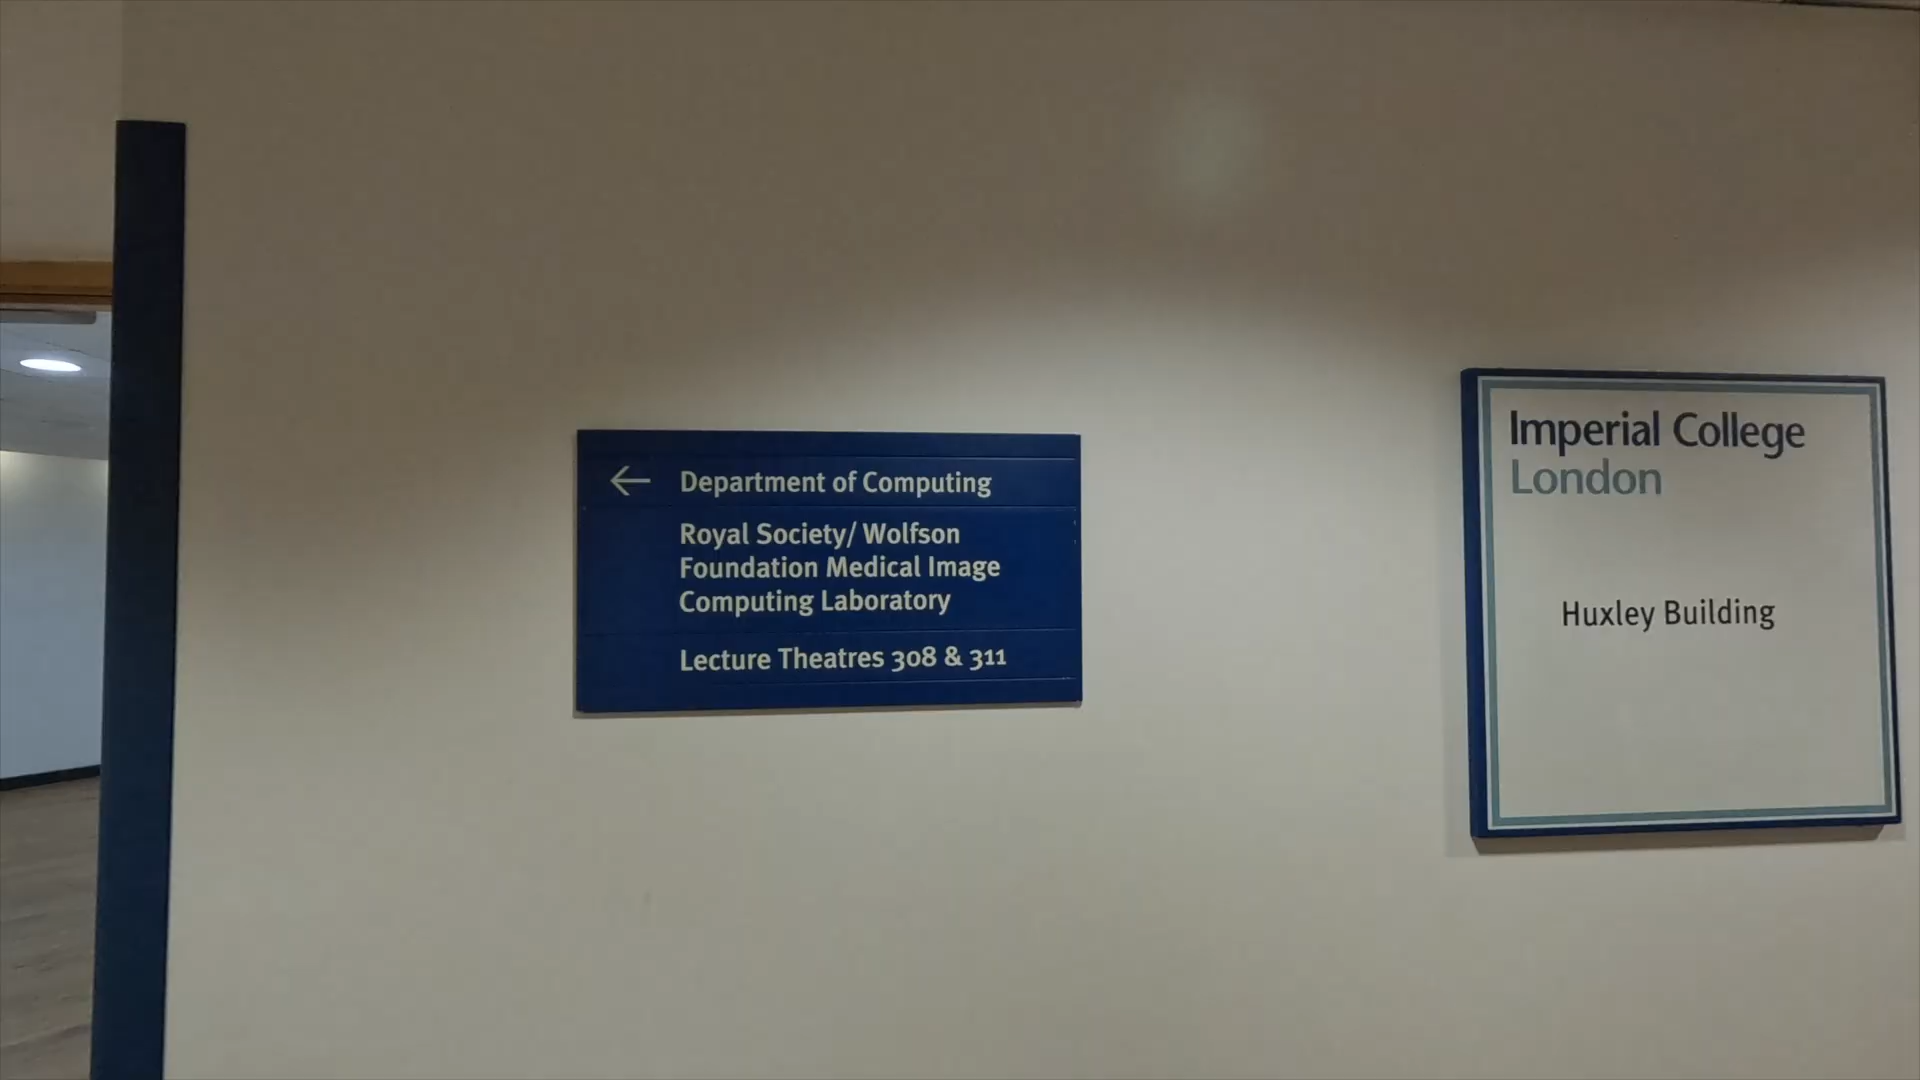 ← Department of Computing
Royal Society/ Wolfson
Foundation Medical Image
Computing Laboratory
Lecture Theatres 308 & 311
Imperial College
London
Huxley Building